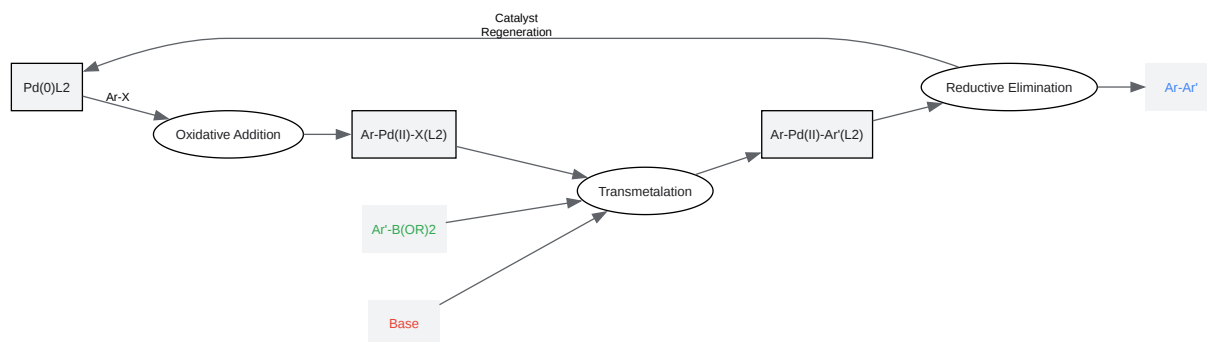 Catalyst
Regeneration
Pd(0)L2
Ar-X
Oxidative Addition
Ar-Pd(II)-X(L2)
Ar'-B(OR)2
Base
Transmetalation
Ar-Pd(II)-Ar'(L2)
Reductive Elimination
Ar-Ar'